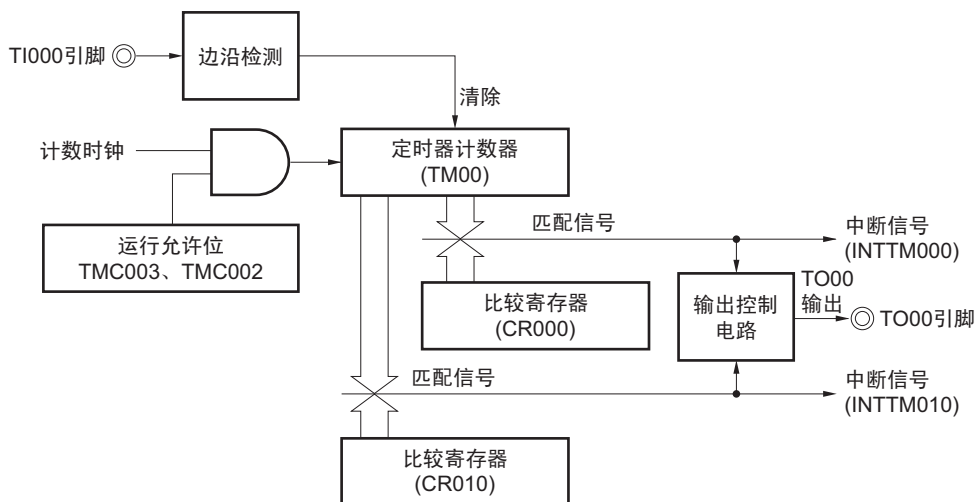 TI000引脚
边沿检测
清除
计数时钟
定时器计数器
(TM00)
运行允许位
TMC003、TMC002
匹配信号
中断信号
(INTTM000)
比较寄存器
(CR000)
输出控制
电路
TO00
输出
TO00引脚
匹配信号
中断信号
(INTTM010)
比较寄存器
(CR010)